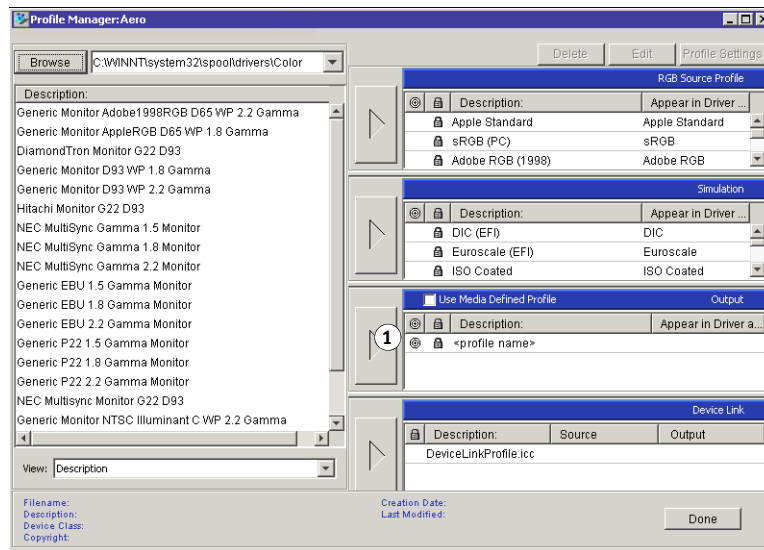 Profile Manager:Aero
Browse C:\WINNT\system32\spool\drivers\Color
Delete Edit Profile Settings
Description:
Generic Monitor Adobe1998RGB D65 WP 2.2 Gamma
Generic Monitor AppleRGB D65 WP 1.8 Gamma
DiamondTron Monitor G22 D93
Generic Monitor D93 WP 1.8 Gamma
Generic Monitor D93 WP 2.2 Gamma
Hitachi Monitor G22 D93
NEC MultiSync Gamma 1.5 Monitor
NEC MultiSync Gamma 1.8 Monitor
NEC MultiSync Gamma 2.2 Monitor
Generic EBU 1.5 Gamma Monitor
Generic EBU 1.8 Gamma Monitor
Generic EBU 2.2 Gamma Monitor
Generic P22 1.5 Gamma Monitor
Generic P22 1.8 Gamma Monitor
Generic P22 2.2 Gamma Monitor
NEC Multisync Monitor G22 D93
Generic Monitor NTSC Illuminant C WP 2.2 Gamma
View: Description
RGB Source Profile
Description: Appear in Driver ...
Apple Standard Apple Standard
sRGB (PC) sRGB
Adobe RGB (1998) Adobe RGB
Simulation
Description: Appear in Driver ...
DIC (EFI) DIC
Euroscale (EFI) Euroscale
ISO Coated ISO Coated
Use Media Defined Profile Output
Description: Appear in Driver a...
1
<profile name>
Device Link
Description: Source Output
DeviceLinkProfile.icc
Filename:
Description:
Device Class:
Copyright:
Creation Date:
Last Modified:
Done